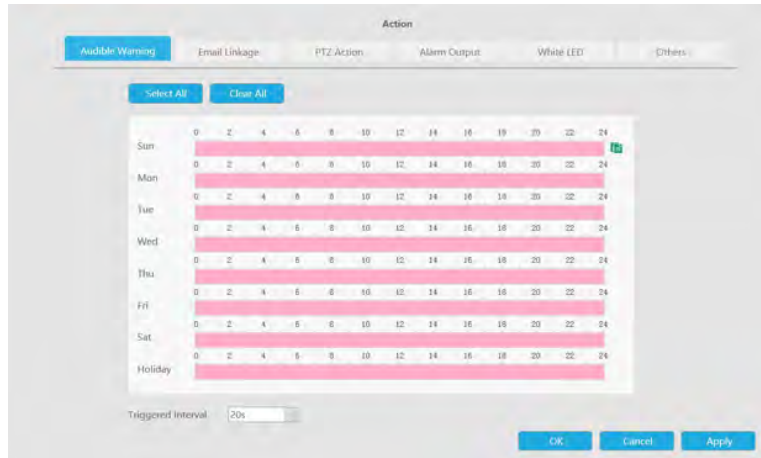 Action
Audible Warning Email Linkage PTZ Action Alarm Output White LED Others
Select All Clear All
0 2 4 6 8 10 12 14 16 18 20 22 24
Sun
0 2 4 6 8 10 12 14 16 18 20 22 24
Mon
0 2 4 6 8 10 12 14 16 18 20 22 24
Tue
0 2 4 6 8 10 12 14 16 18 20 22 24
Wed
0 2 4 6 8 10 12 14 16 18 20 22 24
Thu
0 2 4 6 8 10 12 14 16 18 20 22 24
Fri
0 2 4 6 8 10 12 14 16 18 20 22 24
Sat
0 2 4 6 8 10 12 14 16 18 20 22 24
Holiday
Triggered Interval 20s
OK Cancel Apply